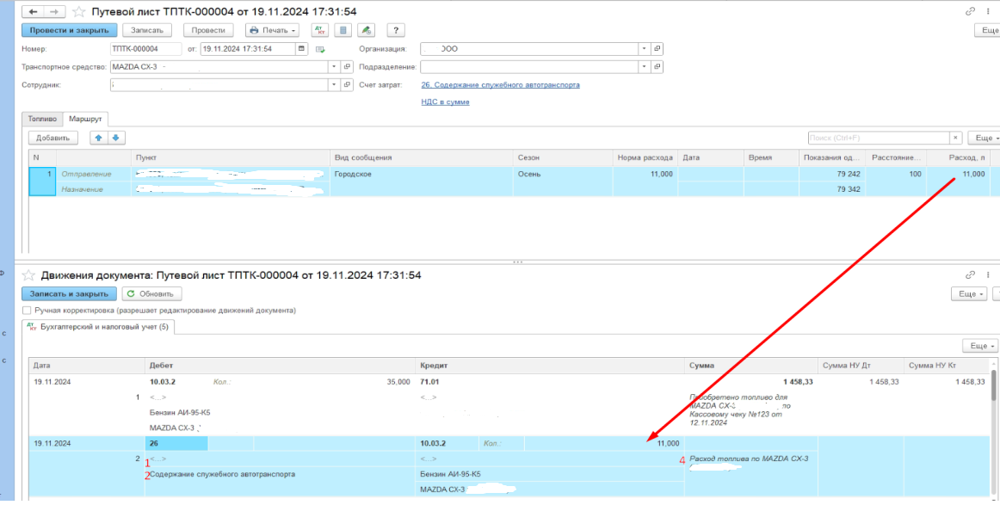 Путевой лист ТПТК-000004 от 19.11.2024 17:31:54
Провести и закрыть Записать Провести Печать ДтКт ? Еще
Номер: ТПТК-000004 от: 19.11.2024 17:31:54 Организация: ООО
Транспортное средство: MAZDA CX-3 Подразделение:
Сотрудник: Счет затрат: 26, Содержание служебного автотранспорта
НДС в сумме
Топливо Маршрут
Добавить Поиск (Ctrl+F) × Еще
N Пункт Вид сообщения Сезон Норма расхода Дата Время Показания од... Расстояние... Расход, л
1 Отправление Городское Осень 11,000 79 242 100 11,000
Назначение 79 342
Движения документа: Путевой лист ТПТК-000004 от 19.11.2024 17:31:54
Записать и закрыть Обновить Еще
Ручная корректировка (разрешает редактирование движений документа)
ДтКт Бухгалтерский и налоговый учет (5)
Еще
Дата Дебет Кредит Сумма Сумма НУ Дт Сумма НУ Кт
19.11.2024 10.03.2 Кол.: 35,000 71.01 1 458,33 1 458,33 1 458,33
1 <...> <...> Приобретено топливо для
Бензин АИ-95-К5 MAZDA CX-3 по
MAZDA CX-3 Кассовому чеку №123 от
12.11.2024
19.11.2024 26 10.03.2 Кол.: 11,000
2 1 <...> <...> 4 Расход топлива по MAZDA CX-3
2 Содержание служебного автотранспорта Бензин АИ-95-К5
MAZDA CX-3